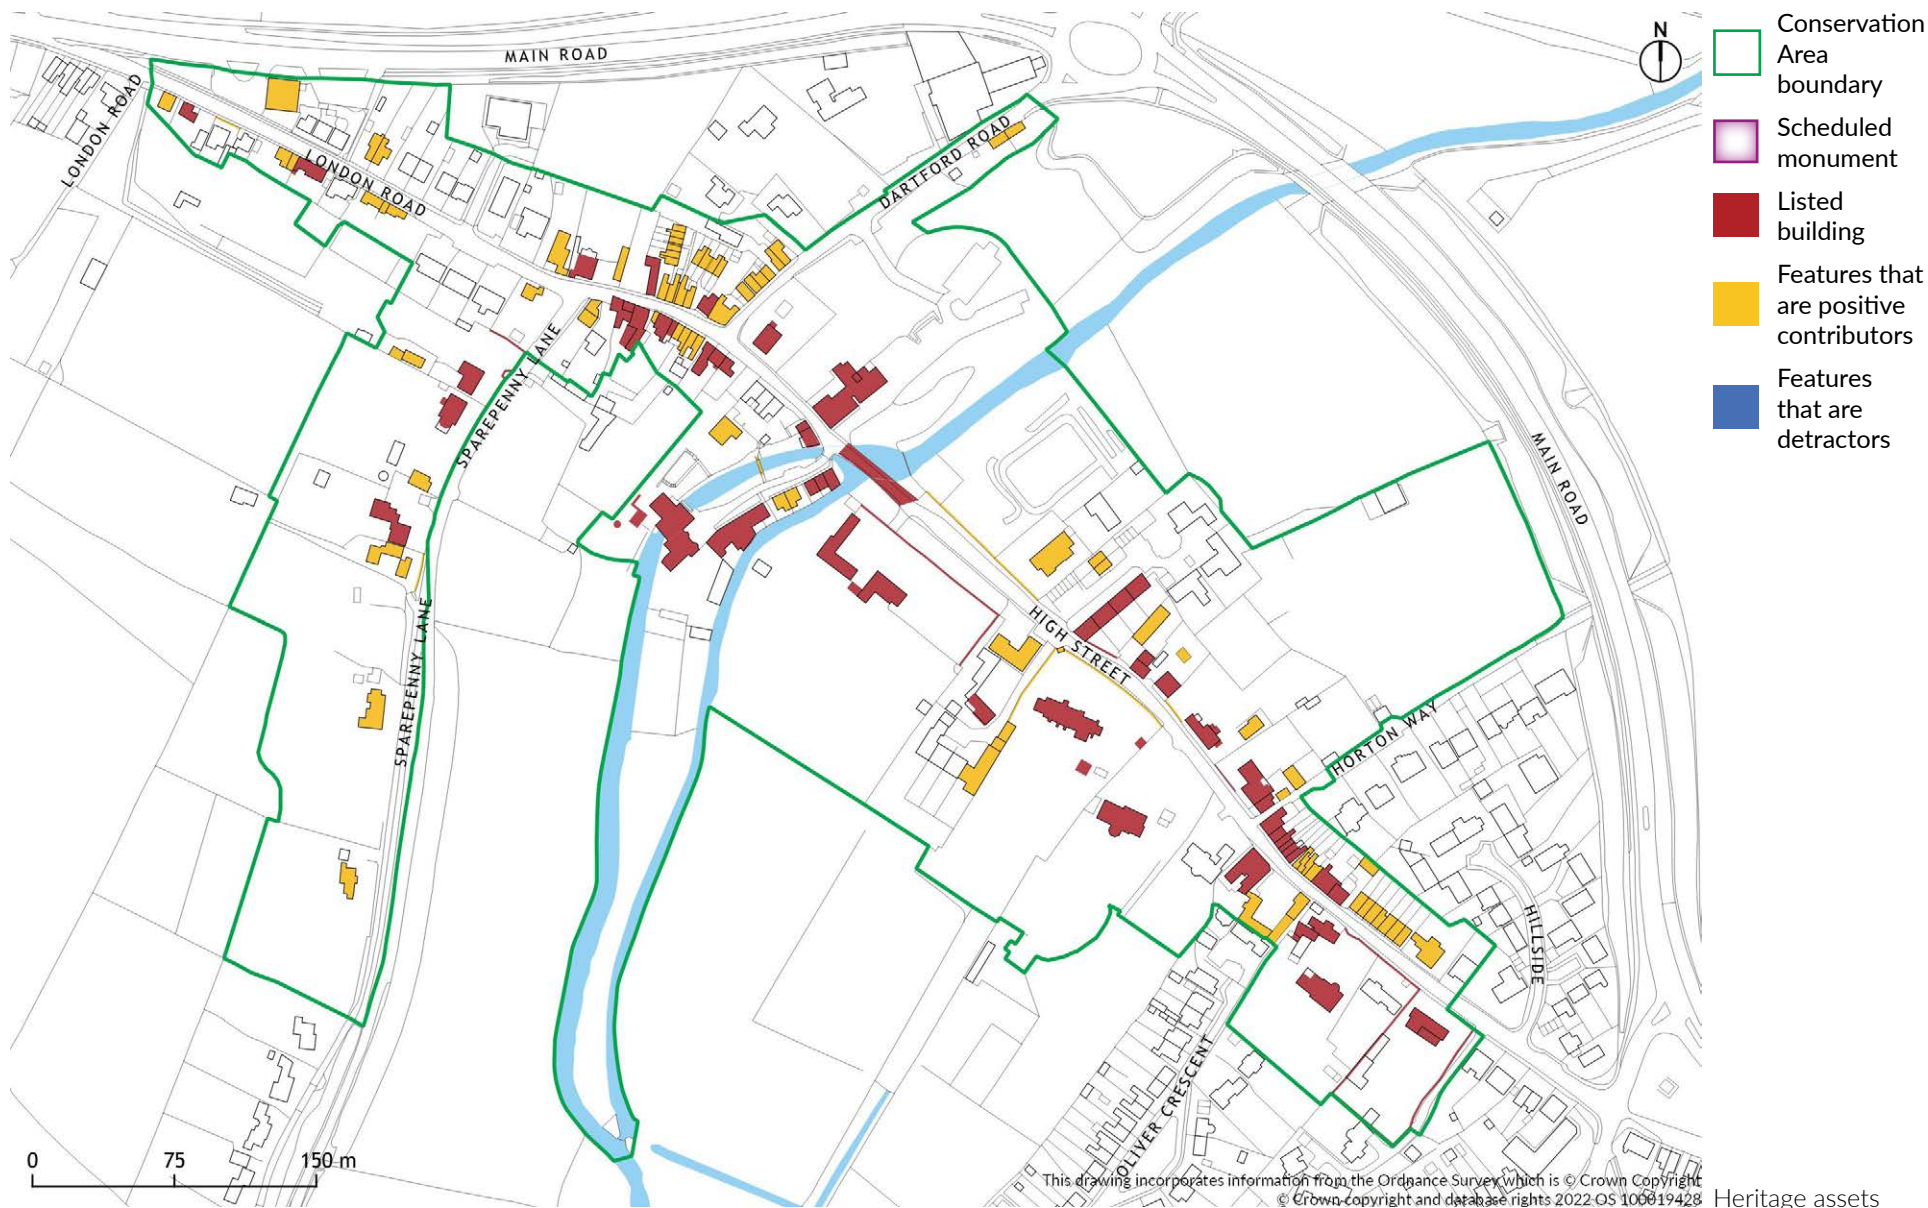 MAIN ROAD
N
LONDON ROAD
LONDON ROAD
DARTFORD ROAD
SPAREPENNY LANE
MAIN ROAD
SPAREPENNY LANE
HIGH STREET
HORTON WAY
HILLSIDE
OLIVER CRESCENT
0 75 150 m
This drawing incorporates information from the Ordnance Survey which is © Crown Copyright
© Crown copyright and database rights 2022 OS 100019428
Conservation
Area
boundary
Scheduled
monument
Listed
building
Features that
are positive
contributors
Features
that are
detractors
Heritage assets